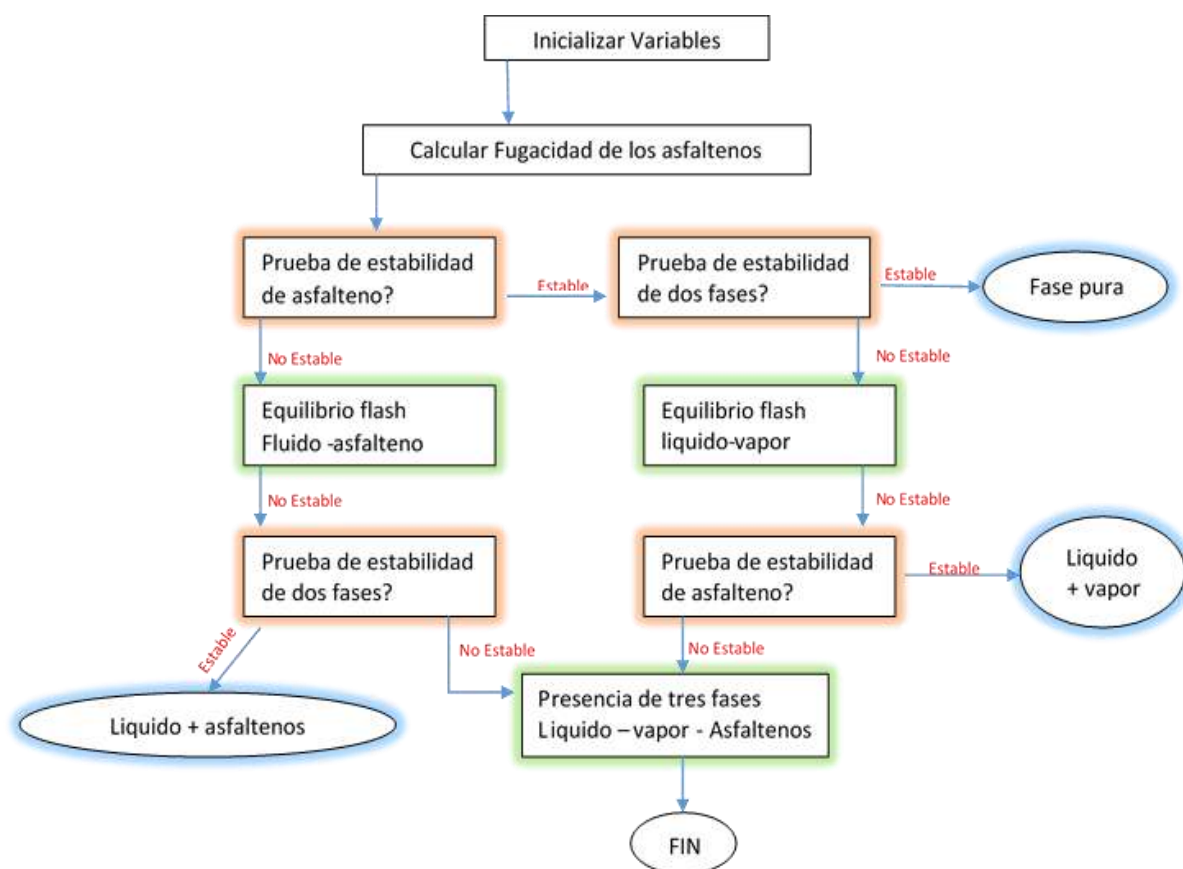 Inicializar Variables
Calcular Fugacidad de los asfaltenos
Prueba de estabilidad
de asfalteno?
Estable
Prueba de estabilidad
de dos fases?
Estable
Fase pura
No Estable
No Estable
Equilibrio flash
Fluido -asfalteno
Equilibrio flash
liquido-vapor
No Estable
No Estable
Prueba de estabilidad
de dos fases?
Prueba de estabilidad
de asfalteno?
Estable
Liquido
+ vapor
Estable
No Estable
No Estable
Liquido + asfaltenos
Presencia de tres fases
Liquido – vapor - Asfaltenos
FIN